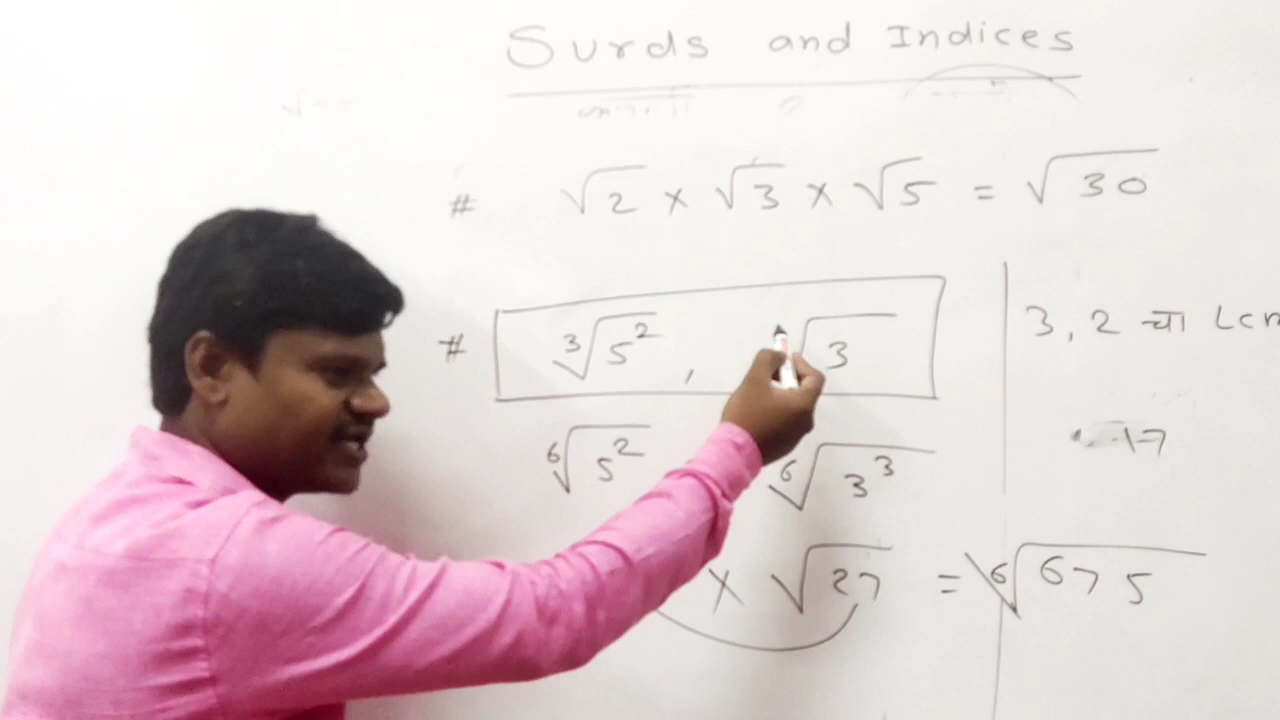 Surds and Indices
# √2 × √3 × √5 = √30
# ∛5² , √3
3, 2 चा Lcm
⁶√5² ⁶√3³
× √27 = ⁶√675